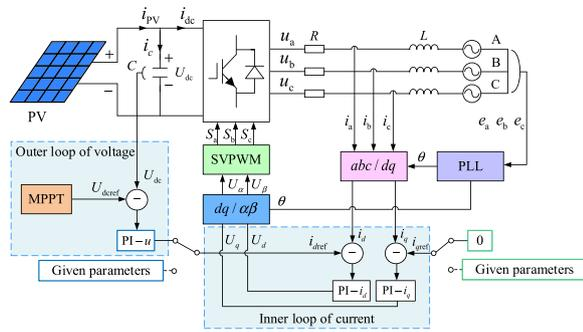 i_PV i_dc
u_a R L A
+ i_c
u_b B
C U_dc
u_c C
−
PV
S_a S_b S_c i_a i_b i_c e_a e_b e_c
Outer loop of voltage
SVPWM abc / dq θ PLL
U_dc
U_dcref U_α U_β
MPPT − dq / αβ θ
PI−u U_q U_d i_dref i_d i_q i_qref 0
− −
Given parameters Given parameters
PI−i_d PI−i_q
Inner loop of current